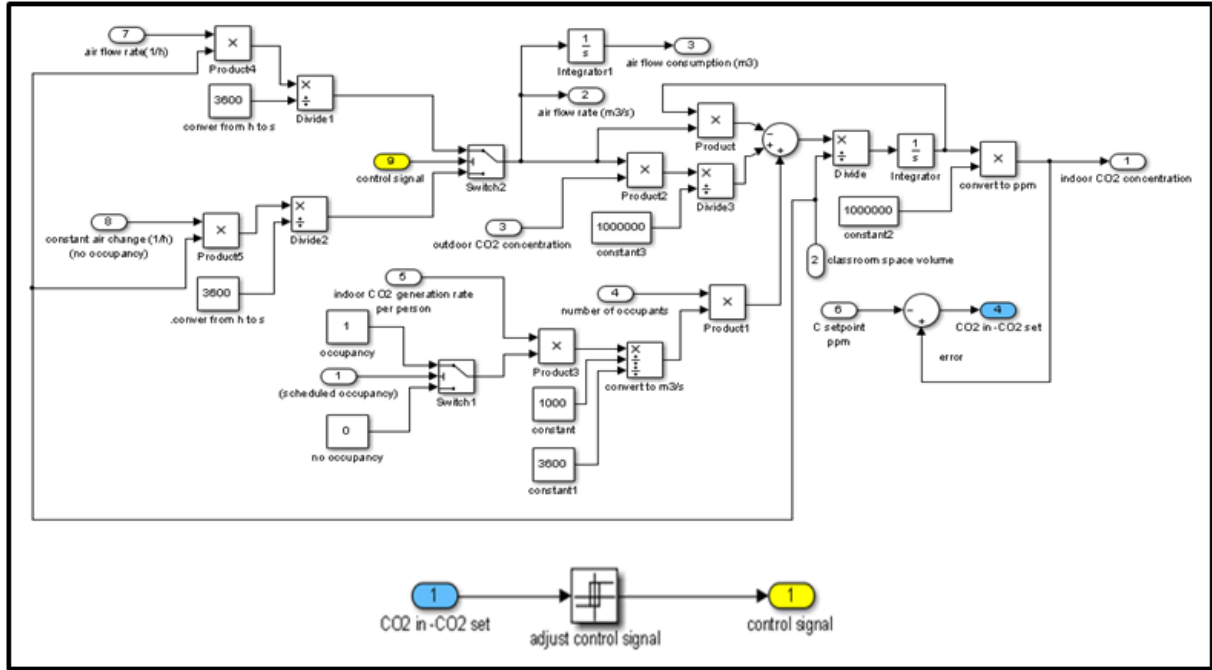 7
air flow rate(1/h)
×
Product4
3600
conver from h to s
×
÷
Divide1
1
s
Integrator1
3
air flow consumption (m3)
2
air flow rate (m3/s)
9
control signal
Switch2
8
constant air change (1/h)
(no occupancy)
×
Product5
×
÷
Divide2
3600
.conver from h to s
×
Product
×
Product2
3
outdoor CO2 concentration
1000000
constant3
×
÷
Divide3
−
+
+
×
÷
Divide
1
s
Integrator
×
convert to ppm
1
indoor CO2 concentration
1000000
constant2
2
classroom space volume
5
indoor CO2 generation rate
per person
4
number of occupants
×
Product1
1
occupancy
1
(scheduled occupancy)
0
no occupancy
Switch1
×
Product3
×
÷
÷
convert to m3/s
1000
constant
3600
constant1
6
C setpoint
ppm
−
+
error
4
CO2 in -CO2 set
1
CO2 in -CO2 set
adjust control signal
1
control signal